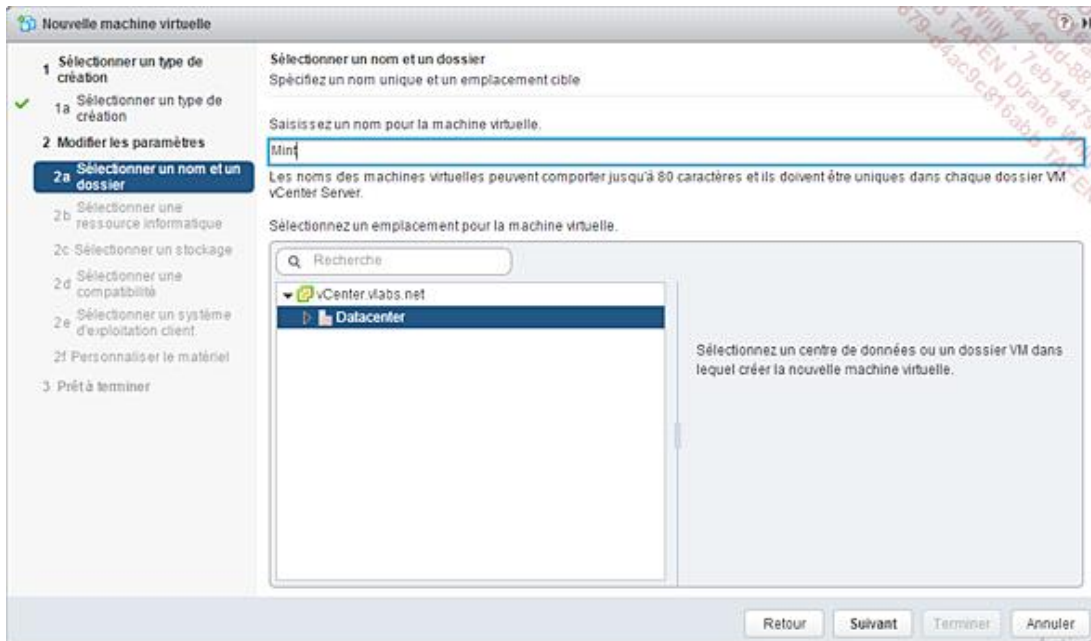 Nouvelle machine virtuelle
1 Sélectionner un type de
création
1a Sélectionner un type de
création
2 Modifier les paramètres
2a Sélectionner un nom et un
dossier
2b Sélectionner une
ressource informatique
2c Sélectionner un stockage
2d Sélectionner une
compatibilité
2e Sélectionner un système
d'exploitation client
2f Personnaliser le matériel
3 Prêt à terminer
Sélectionner un nom et un dossier
Spécifiez un nom unique et un emplacement cible
Saisissez un nom pour la machine virtuelle.
Mint
Les noms des machines virtuelles peuvent comporter jusqu'à 80 caractères et ils doivent être uniques dans chaque dossier VM
vCenter Server.
Sélectionnez un emplacement pour la machine virtuelle.
Recherche
vCenter.vlabs.net
Datacenter
Sélectionnez un centre de données ou un dossier VM dans
lequel créer la nouvelle machine virtuelle.
Retour Suivant Terminer Annuler